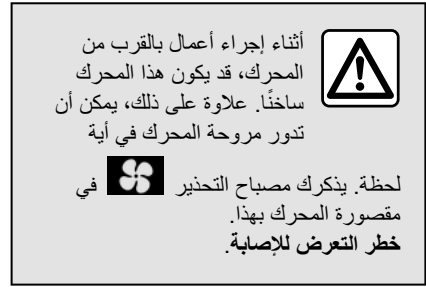 أثناء إجراء أعمال بالقرب من
المحرك، قد يكون هذا المحرك
ساخنًا. علاوة على ذلك، يمكن أن
تدور مروحة المحرك في أية
لحظة. يذكرك مصباح التحذير في
مقصورة المحرك بهذا.
خطر التعرض للإصابة.